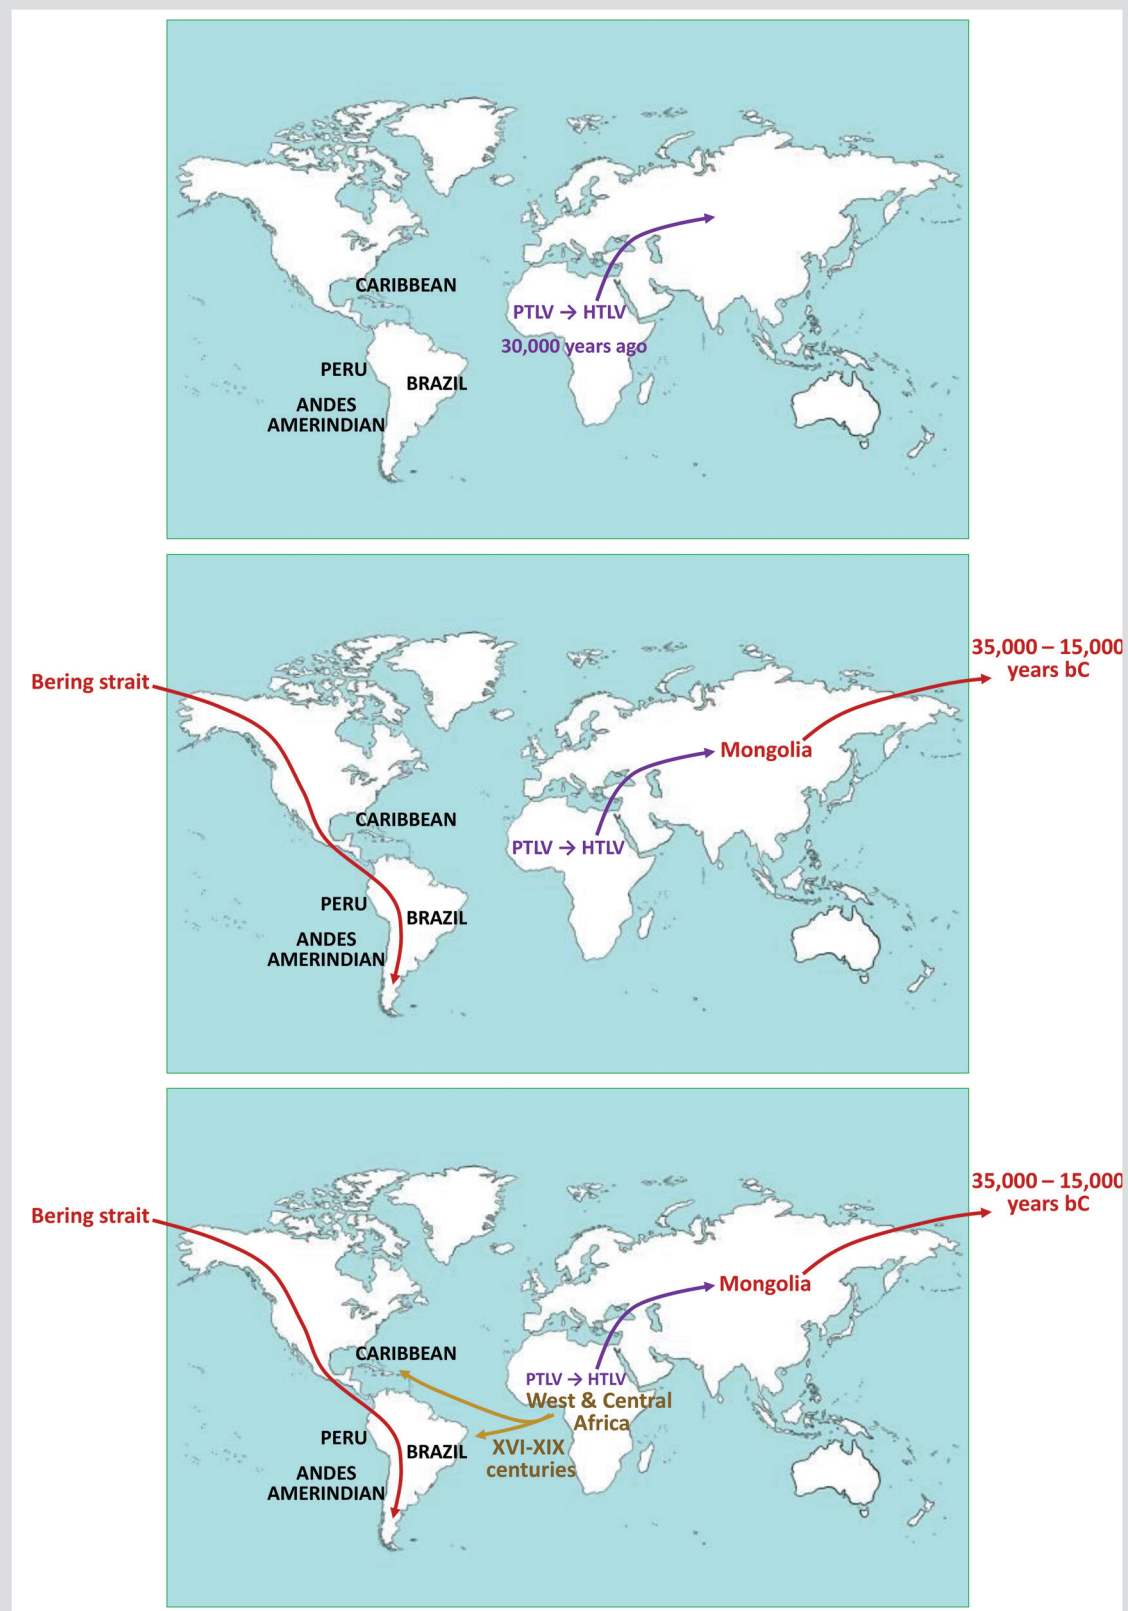 CARIBBEAN
PTLV → HTLV
30,000 years ago
PERU
BRAZIL
ANDES
AMERINDIAN
35,000 – 15,000
years bC
Bering strait
Mongolia
CARIBBEAN
PTLV → HTLV
PERU
BRAZIL
ANDES
AMERINDIAN
35,000 – 15,000
years bC
Bering strait
Mongolia
CARIBBEAN
PTLV → HTLV
West & Central
Africa
PERU
BRAZIL
XVI-XIX
centuries
ANDES
AMERINDIAN